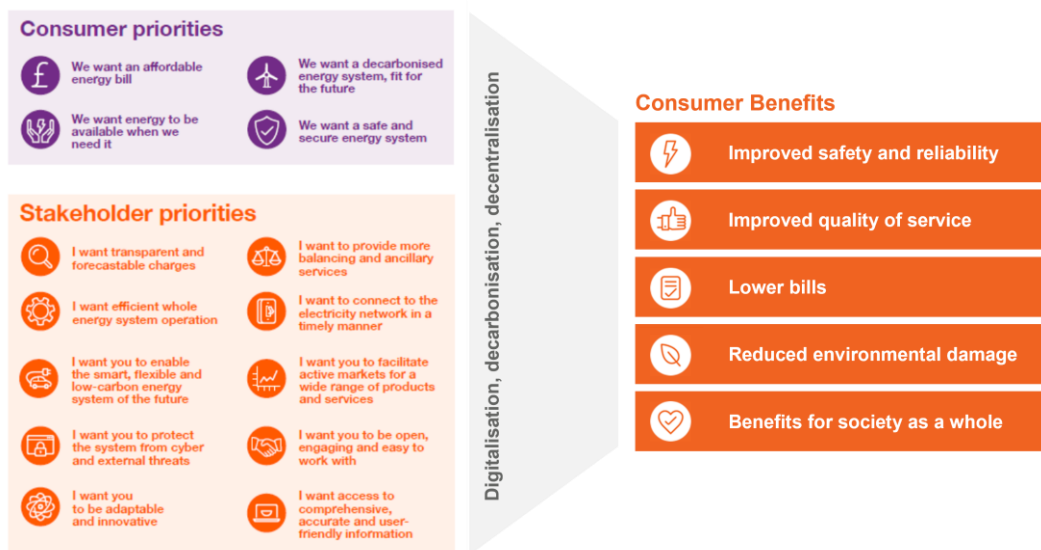 Consumer priorities
We want an affordable
energy bill
We want a decarbonised
energy system, fit for
the future
We want energy to be
available when we
need it
We want a safe and
secure energy system
Stakeholder priorities
I want transparent and
forecastable charges
I want to provide more
balancing and ancillary
services
I want efficient whole
energy system operation
I want to connect to the
electricity network in a
timely manner
I want you to enable
the smart, flexible and
low-carbon energy
system of the future
I want you to facilitate
active markets for a
wide range of products
and services
I want you to protect
the system from cyber
and external threats
I want you to be open,
engaging and easy to
work with
I want you
to be adaptable
and innovative
I want access to
comprehensive,
accurate and user-
friendly information
Digitalisation, decarbonisation, decentralisation
Consumer Benefits
Improved safety and reliability
Improved quality of service
Lower bills
Reduced environmental damage
Benefits for society as a whole